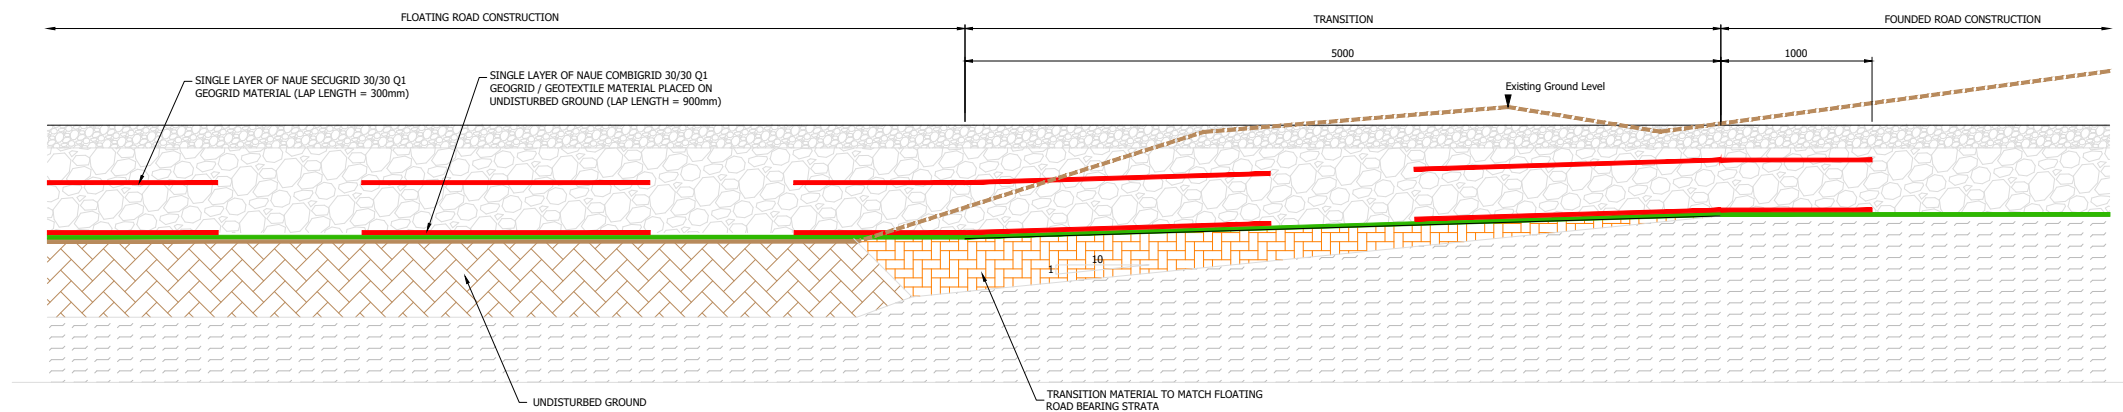 FLOATING ROAD CONSTRUCTION
TRANSITION
FOUNDED ROAD CONSTRUCTION
5000
1000
SINGLE LAYER OF NAUE SECUGRID 30/30 Q1
GEOGRID MATERIAL (LAP LENGTH = 300mm)
SINGLE LAYER OF NAUE COMBIGRID 30/30 Q1
GEOGRID / GEOTEXTILE MATERIAL PLACED ON
UNDISTURBED GROUND (LAP LENGTH = 900mm)
Existing Ground Level
10
1
UNDISTURBED GROUND
TRANSITION MATERIAL TO MATCH FLOATING
ROAD BEARING STRATA